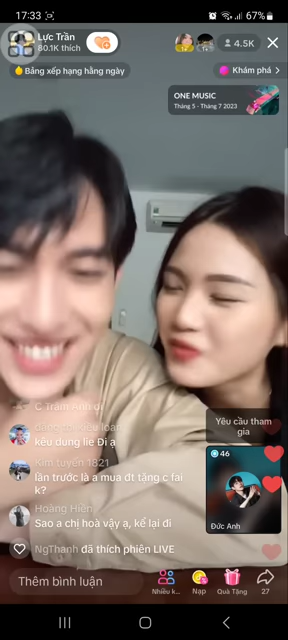 17:33
67%
Lực Trần
80.1K thích
4.5K
Bảng xếp hạng hằng ngày
Khám phá >
ONE MUSIC
Tháng 5 - Tháng 7 2023
C Trâm Anh đi
kêu dung lie Đi ạ
Kim tuyến 1821
lần trước là a mua đt tặng c fai
k?
Hoàng Hiền
Sao a chị hoà vậy ạ, kể lại đi
NgThanh đã thích phiên LIVE
Yêu cầu tham
gia
46
Đức Anh
Thêm bình luận
Nhiều k...
Nạp
Quà Tặng
27